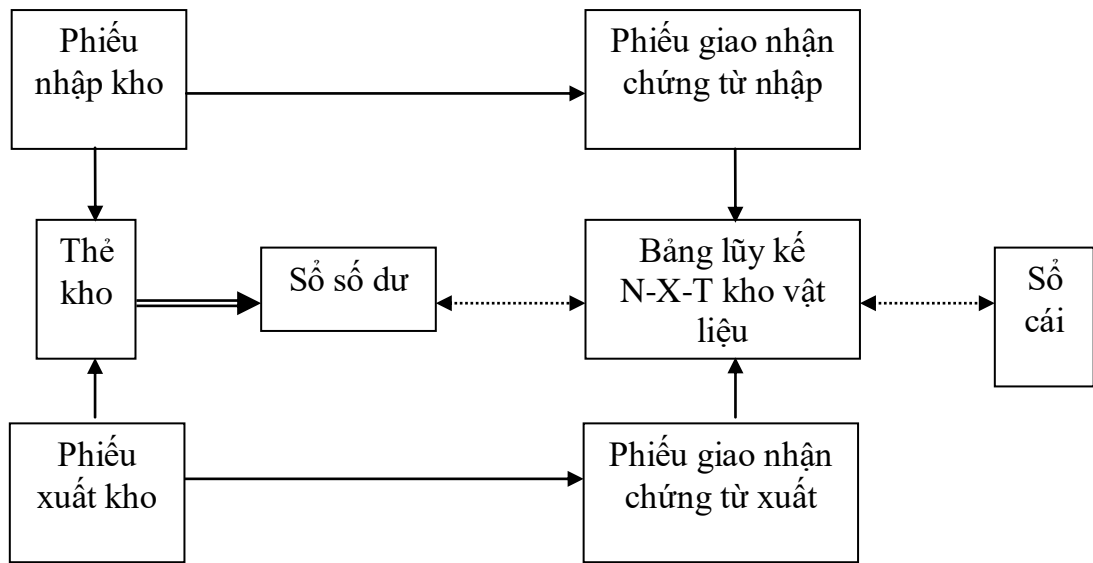 Phiếu
nhập kho
Phiếu giao nhận
chứng từ nhập
Thẻ
kho
Sổ số dư
Bảng lũy kế
N-X-T kho vật
liệu
Sổ
cái
Phiếu
xuất kho
Phiếu giao nhận
chứng từ xuất